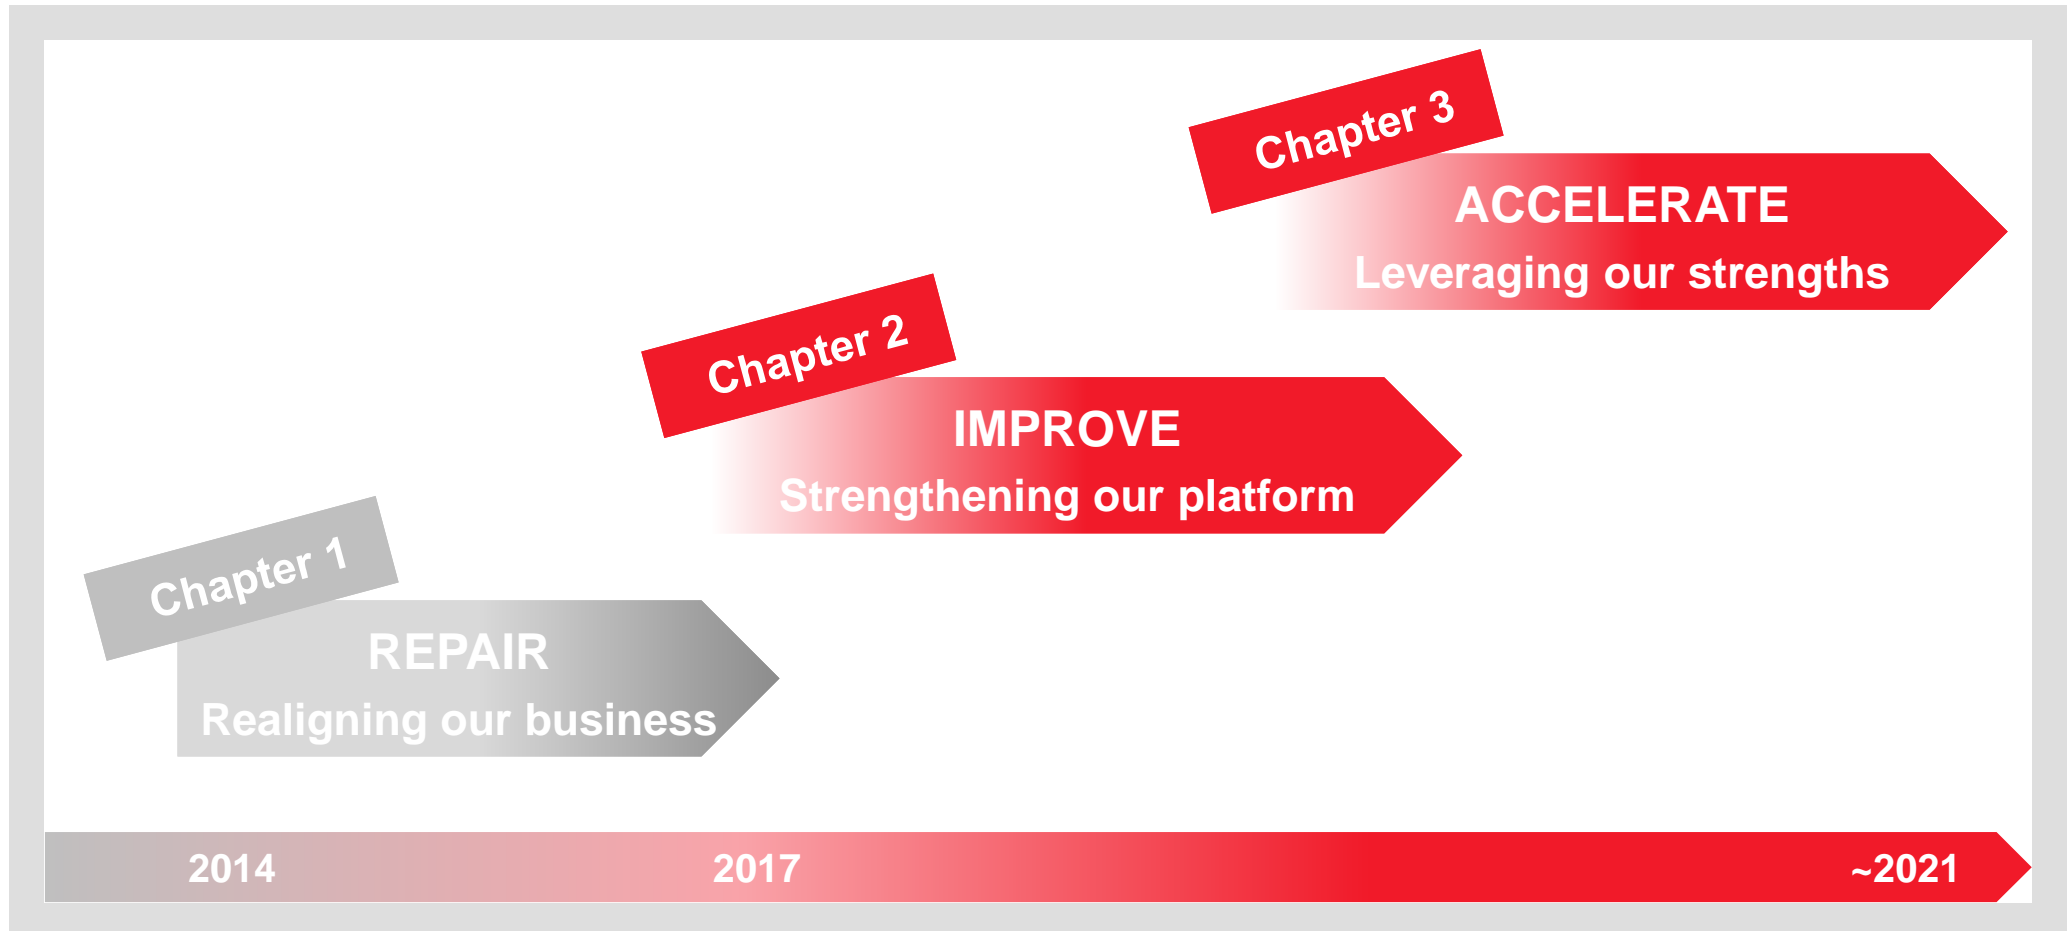 Chapter 3
ACCELERATE
Leveraging our strengths
Chapter 2
IMPROVE
Strengthening our platform
Chapter 1
REPAIR
Realigning our business
2014
2017
~2021